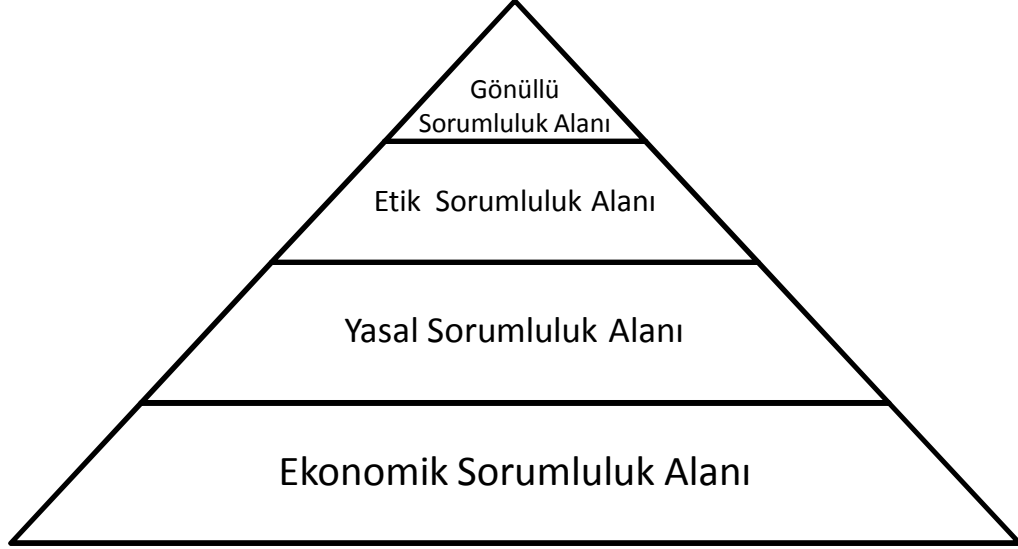 Gönüllü
Sorumluluk Alanı
Etik Sorumluluk Alanı
Yasal Sorumluluk Alanı
Ekonomik Sorumluluk Alanı